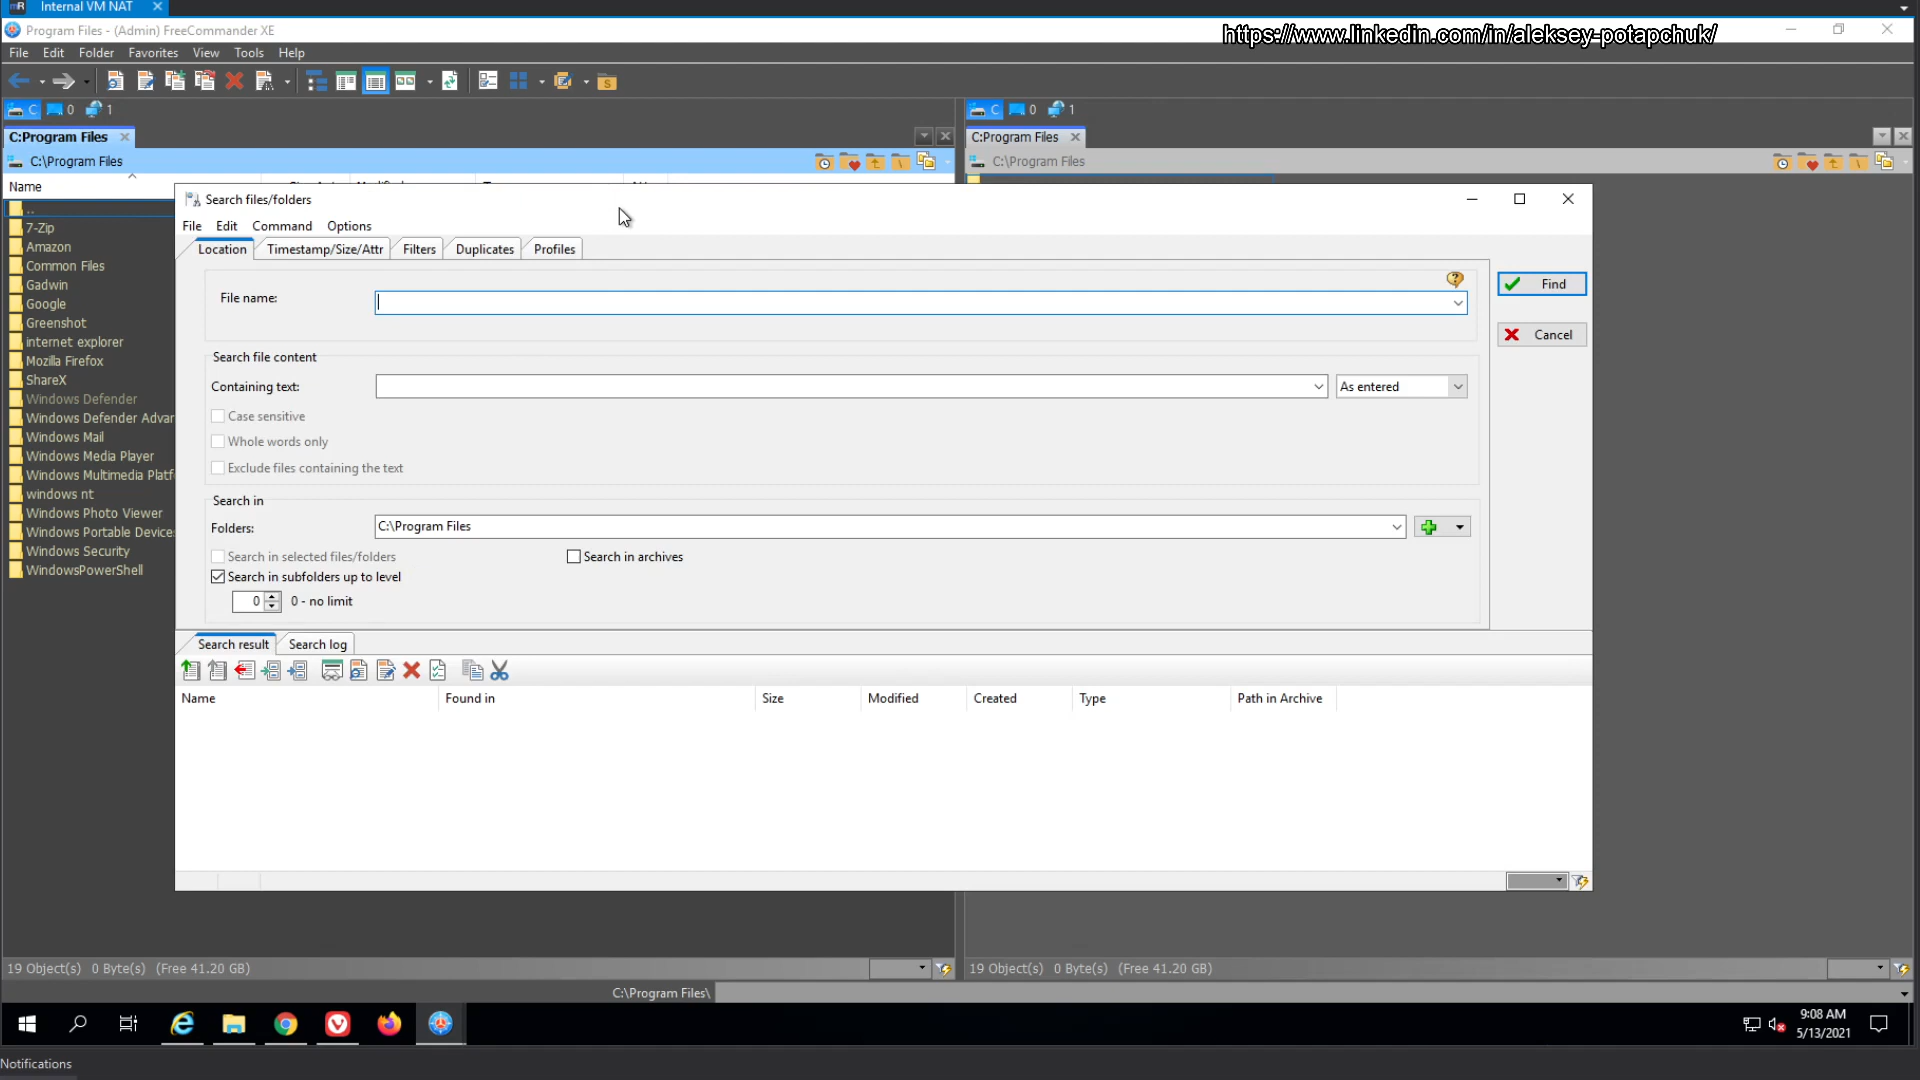 Internal VM NAT
Program Files - (Admin) FreeCommander XE
https://www.linkedin.com/in/aleksey-potapchuk/
File Edit Folder Favorites View Tools Help
C 0 1
C 0 1
C:Program Files
C:Program Files
C:\Program Files
C:\Program Files
Name
..
7-Zip
Amazon
Common Files
Gadwin
Google
Greenshot
internet explorer
Mozilla Firefox
ShareX
Windows Defender
Windows Defender Advar
Windows Mail
Windows Media Player
Windows Multimedia Platf
windows nt
Windows Photo Viewer
Windows Portable Devices
Windows Security
WindowsPowerShell
Search files/folders
File Edit Command Options
Location Timestamp/Size/Attr Filters Duplicates Profiles
File name:
Find
Cancel
Search file content
Containing text:
As entered
Case sensitive
Whole words only
Exclude files containing the text
Search in
Folders:
C:\Program Files
Search in selected files/folders
Search in archives
Search in subfolders up to level
0 0 - no limit
Search result Search log
Name Found in Size Modified Created Type Path in Archive
19 Object(s) 0 Byte(s) (Free 41.20 GB)
19 Object(s) 0 Byte(s) (Free 41.20 GB)
C:\Program Files\
9:08 AM
5/13/2021
Notifications